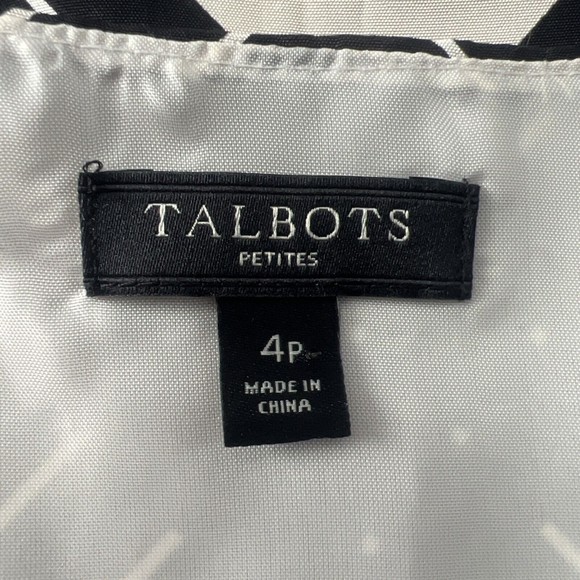 TALBOTS
PETITES
4P
MADE IN
CHINA